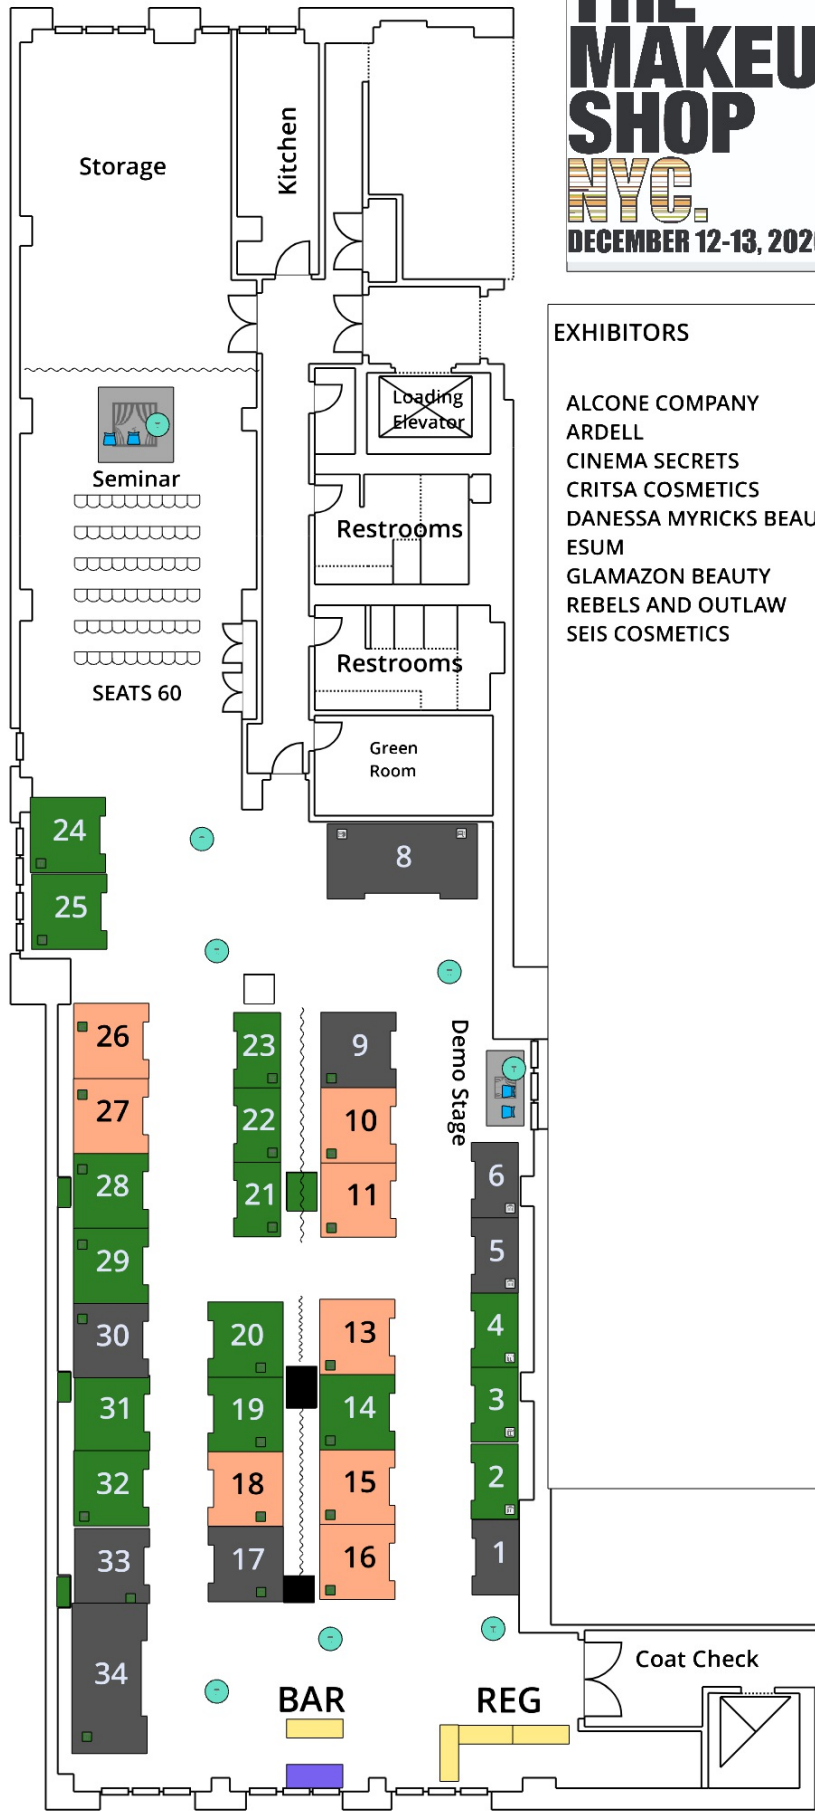 THE
MAKEU
SHOP
NYC.
DECEMBER 12-13, 202
EXHIBITORS
ALCONE COMPANY
ARDELL
CINEMA SECRETS
CRITSA COSMETICS
DANESSA MYRICKS BEAU
ESUM
GLAMAZON BEAUTY
REBELS AND OUTLAW
SEIS COSMETICS
Storage
Kitchen
Loading
Elevator
Seminar
Restrooms
SEATS 60
Restrooms
Green
Room
24
8
25
26
23
9
Demo Stage
27
22
10
28
21
11
6
29
5
30
20
13
4
31
19
14
3
32
18
15
2
33
17
16
1
34
Coat Check
BAR
REG